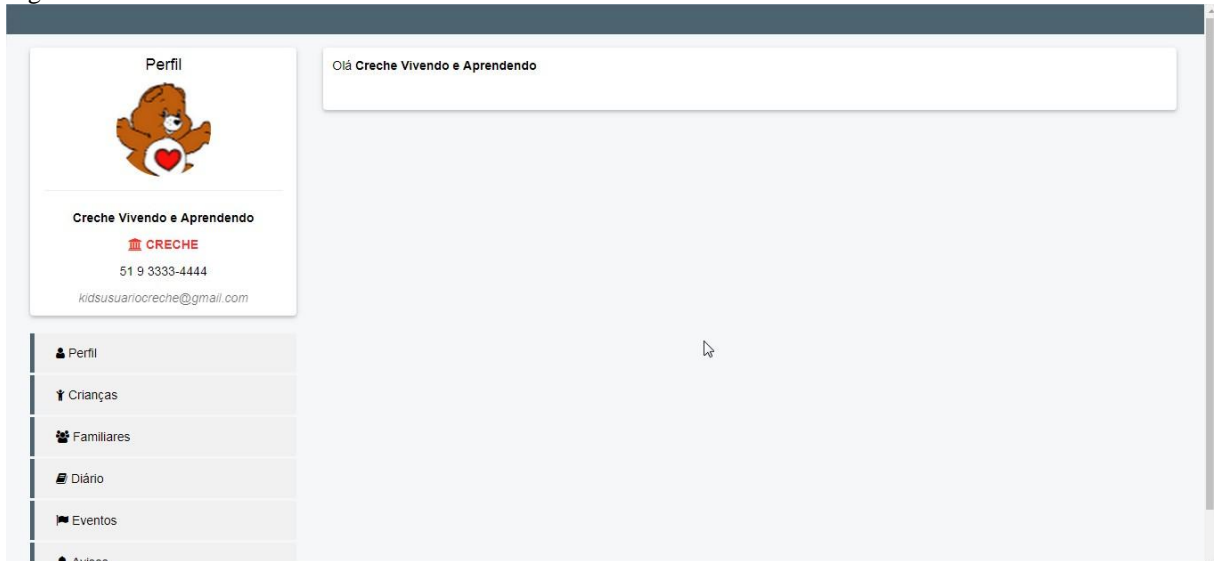 Perfil
Olá Creche Vivendo e Aprendendo
Creche Vivendo e Aprendendo
CRECHE
51 9 3333-4444
kidsusuariocreche@gmail.com
Perfil
Crianças
Familiares
Diário
Eventos